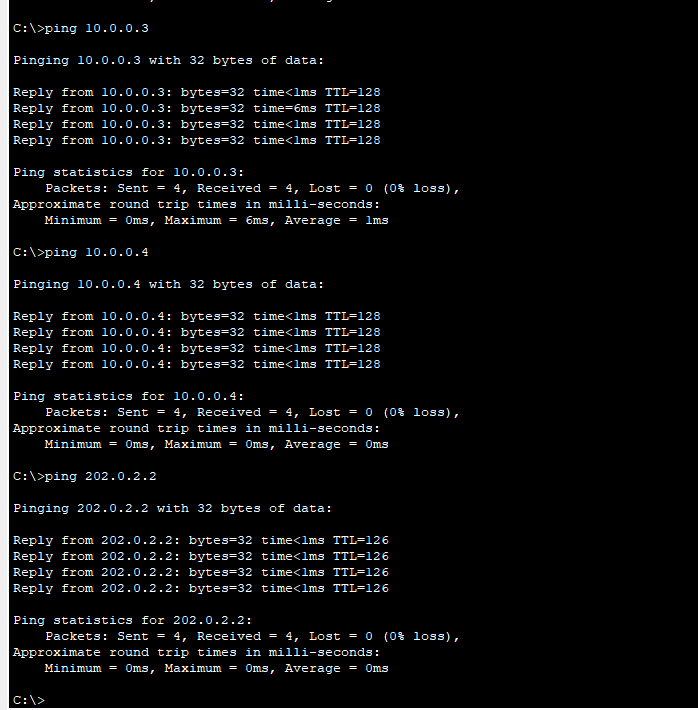 C:\>ping 10.0.0.3
Pinging 10.0.0.3 with 32 bytes of data:
Reply from 10.0.0.3: bytes=32 time<1ms TTL=128
Reply from 10.0.0.3: bytes=32 time=6ms TTL=128
Reply from 10.0.0.3: bytes=32 time<1ms TTL=128
Reply from 10.0.0.3: bytes=32 time<1ms TTL=128
Ping statistics for 10.0.0.3:
    Packets: Sent = 4, Received = 4, Lost = 0 (0% loss),
Approximate round trip times in milli-seconds:
    Minimum = 0ms, Maximum = 6ms, Average = 1ms
C:\>ping 10.0.0.4
Pinging 10.0.0.4 with 32 bytes of data:
Reply from 10.0.0.4: bytes=32 time<1ms TTL=128
Reply from 10.0.0.4: bytes=32 time<1ms TTL=128
Reply from 10.0.0.4: bytes=32 time<1ms TTL=128
Reply from 10.0.0.4: bytes=32 time<1ms TTL=128
Ping statistics for 10.0.0.4:
    Packets: Sent = 4, Received = 4, Lost = 0 (0% loss),
Approximate round trip times in milli-seconds:
    Minimum = 0ms, Maximum = 0ms, Average = 0ms
C:\>ping 202.0.2.2
Pinging 202.0.2.2 with 32 bytes of data:
Reply from 202.0.2.2: bytes=32 time<1ms TTL=126
Reply from 202.0.2.2: bytes=32 time<1ms TTL=126
Reply from 202.0.2.2: bytes=32 time<1ms TTL=126
Reply from 202.0.2.2: bytes=32 time<1ms TTL=126
Ping statistics for 202.0.2.2:
    Packets: Sent = 4, Received = 4, Lost = 0 (0% loss),
Approximate round trip times in milli-seconds:
    Minimum = 0ms, Maximum = 0ms, Average = 0ms
C:\>